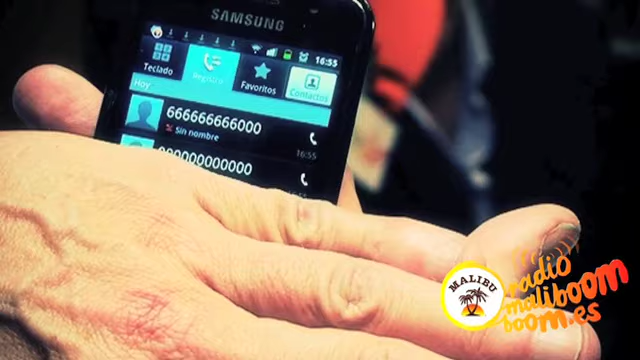 SAMSUNG
16:55
Teclado
Registro
Favoritos
Contactos
Hoy
666666666000
Sin nombre
16:55
000000000000
MALIBU
radio
maliboom
boom.es